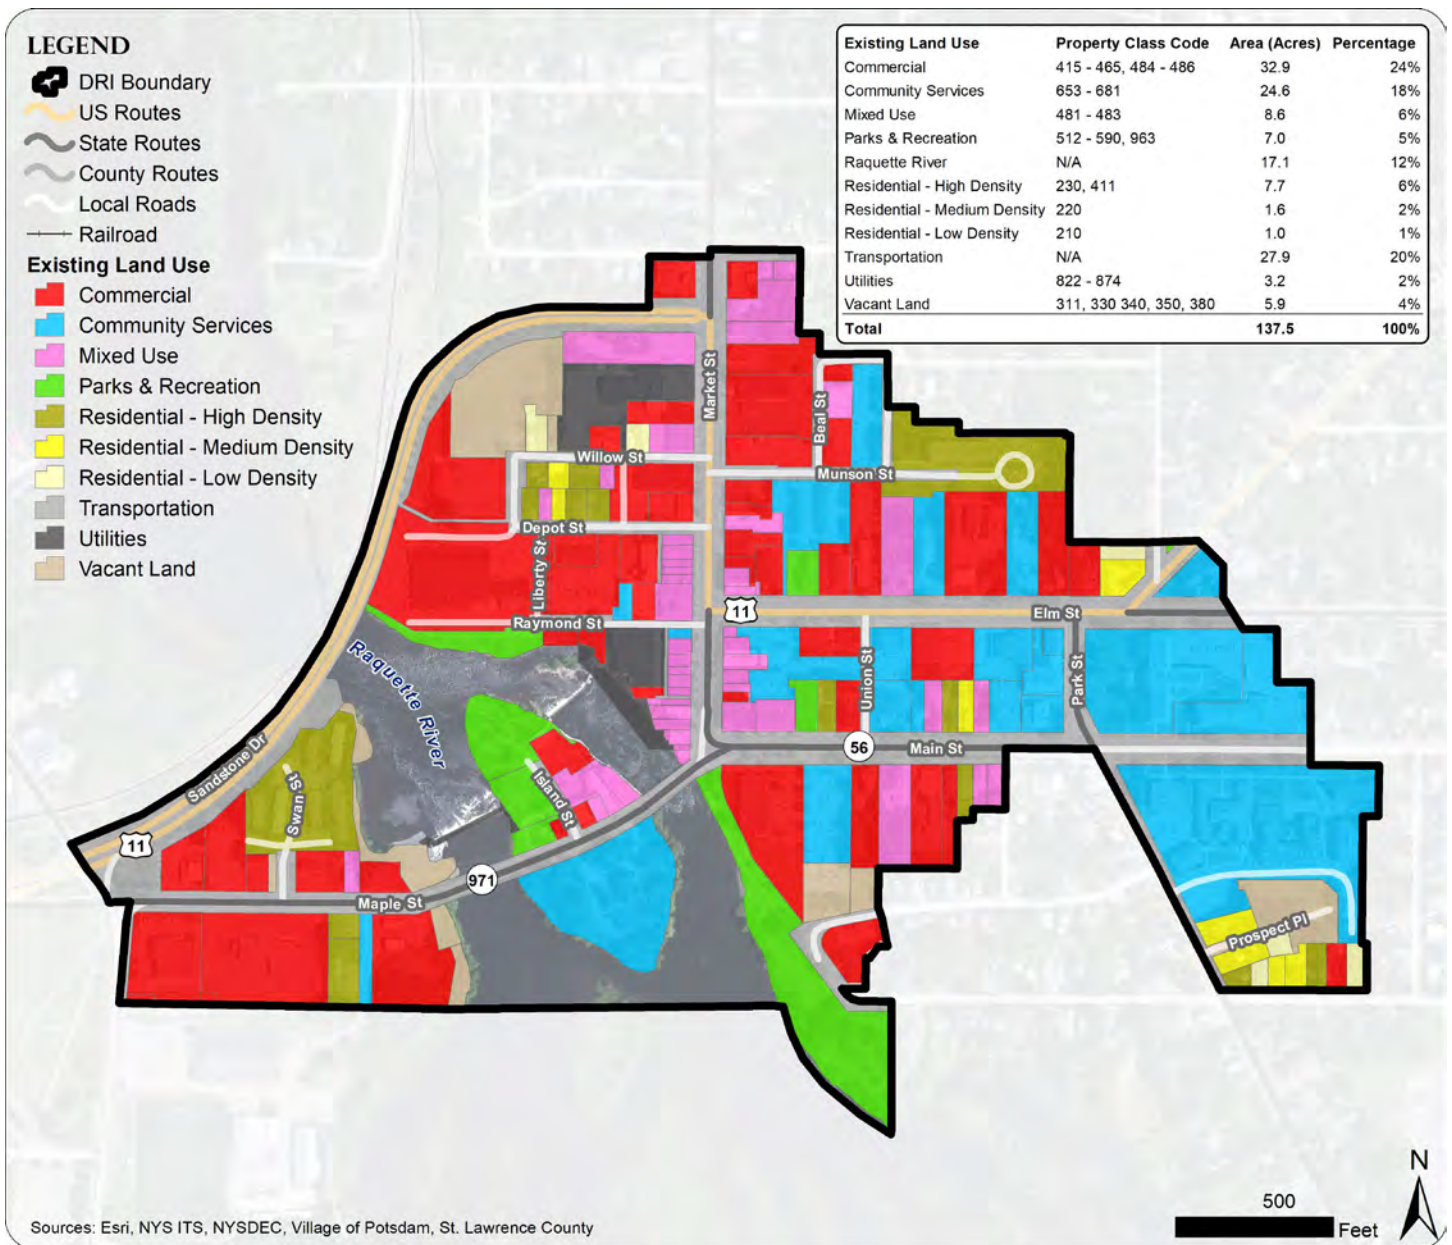 LEGEND
DRI Boundary
US Routes
State Routes
County Routes
Local Roads
Railroad
Existing Land Use
Commercial
Community Services
Mixed Use
Parks & Recreation
Residential - High Density
Residential - Medium Density
Residential - Low Density
Transportation
Utilities
Vacant Land
Existing Land Use Property Class Code Area (Acres) Percentage
Commercial 415 - 465, 484 - 486 32.9 24%
Community Services 653 - 681 24.6 18%
Mixed Use 481 - 483 8.6 6%
Parks & Recreation 512 - 590, 963 7.0 5%
Raquette River N/A 17.1 12%
Residential - High Density 230, 411 7.7 6%
Residential - Medium Density 220 1.6 2%
Residential - Low Density 210 1.0 1%
Transportation N/A 27.9 20%
Utilities 822 - 874 3.2 2%
Vacant Land 311, 330 340, 350, 380 5.9 4%
Total 137.5 100%
Market St
Beal St
Willow St
Munson St
Depot St
Liberty St
11
Elm St
Raymond St
Raquette River
Union St
Park St
56
Main St
Sandstone Dr
Swan St
Island St
11
971
Maple St
Prospect Pl
N
500
Feet
Sources: Esri, NYS ITS, NYSDEC, Village of Potsdam, St. Lawrence County